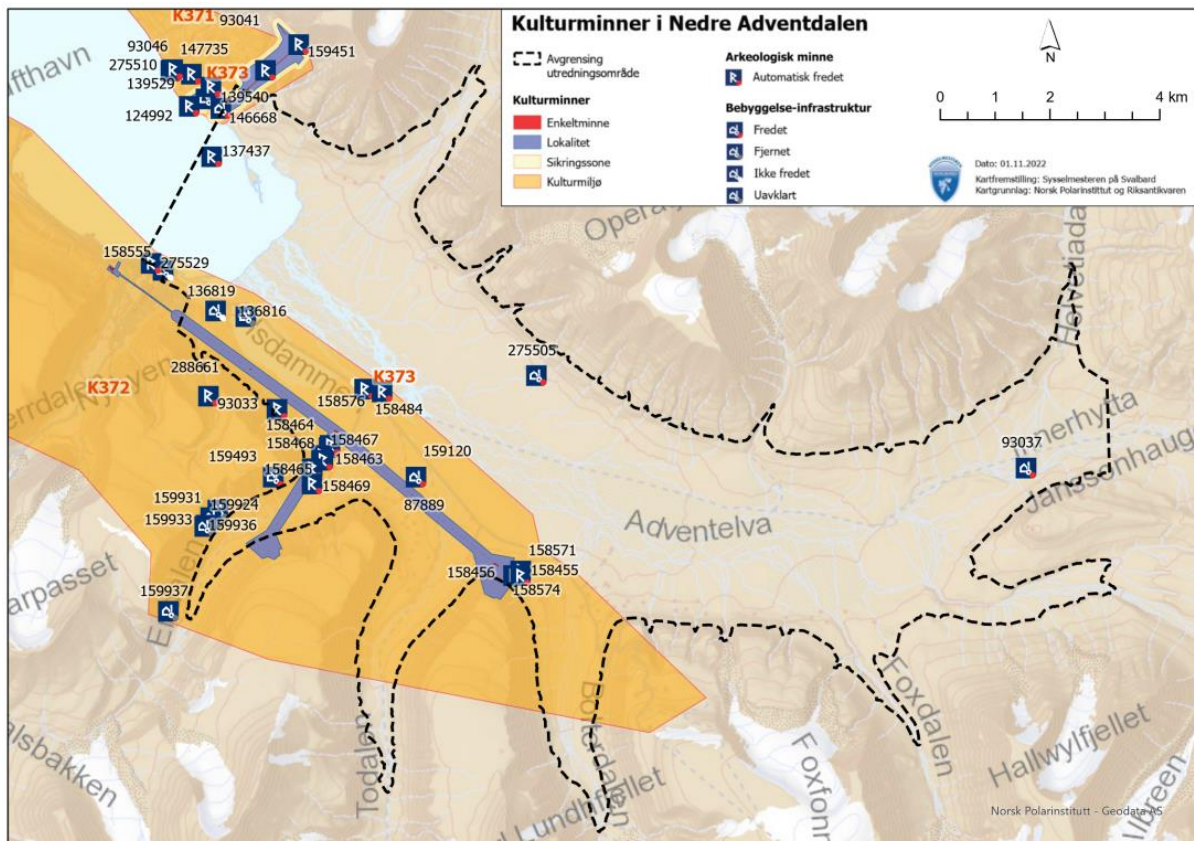 Kulturminner i Nedre Adventdalen
Avgrensing
utredningsområde
Kulturminner
Enkeltminne
Lokalitet
Sikringssone
Kulturmiljø
Arkeologisk minne
Automatisk fredet
Bebyggelse-infrastruktur
Fredet
Fjernet
Ikke fredet
Uavklart
N
0 1 2 4 km
Dato: 01.11.2022
Kartfremstilling: Sysselmesteren på Svalbard
Kartgrunnlag: Norsk Polarinstitutt og Riksantikvaren
K371
93041
93046
147735
159451
275510
K373
139529
139540
124992
146668
137437
158555
275529
136819
136816
288661
K372
93033
K373
158576
158484
275505
158464
158467
158468
158463
159120
159493
158465
158469
93037
87889
159931
159924
159933
159936
158571
158456
158455
158574
159937
Adventelva
Janssonhaug
Todalen
Foxdalen
Hallwylfjellet
Foxfonn
Norsk Polarinstitutt - Geodata AS